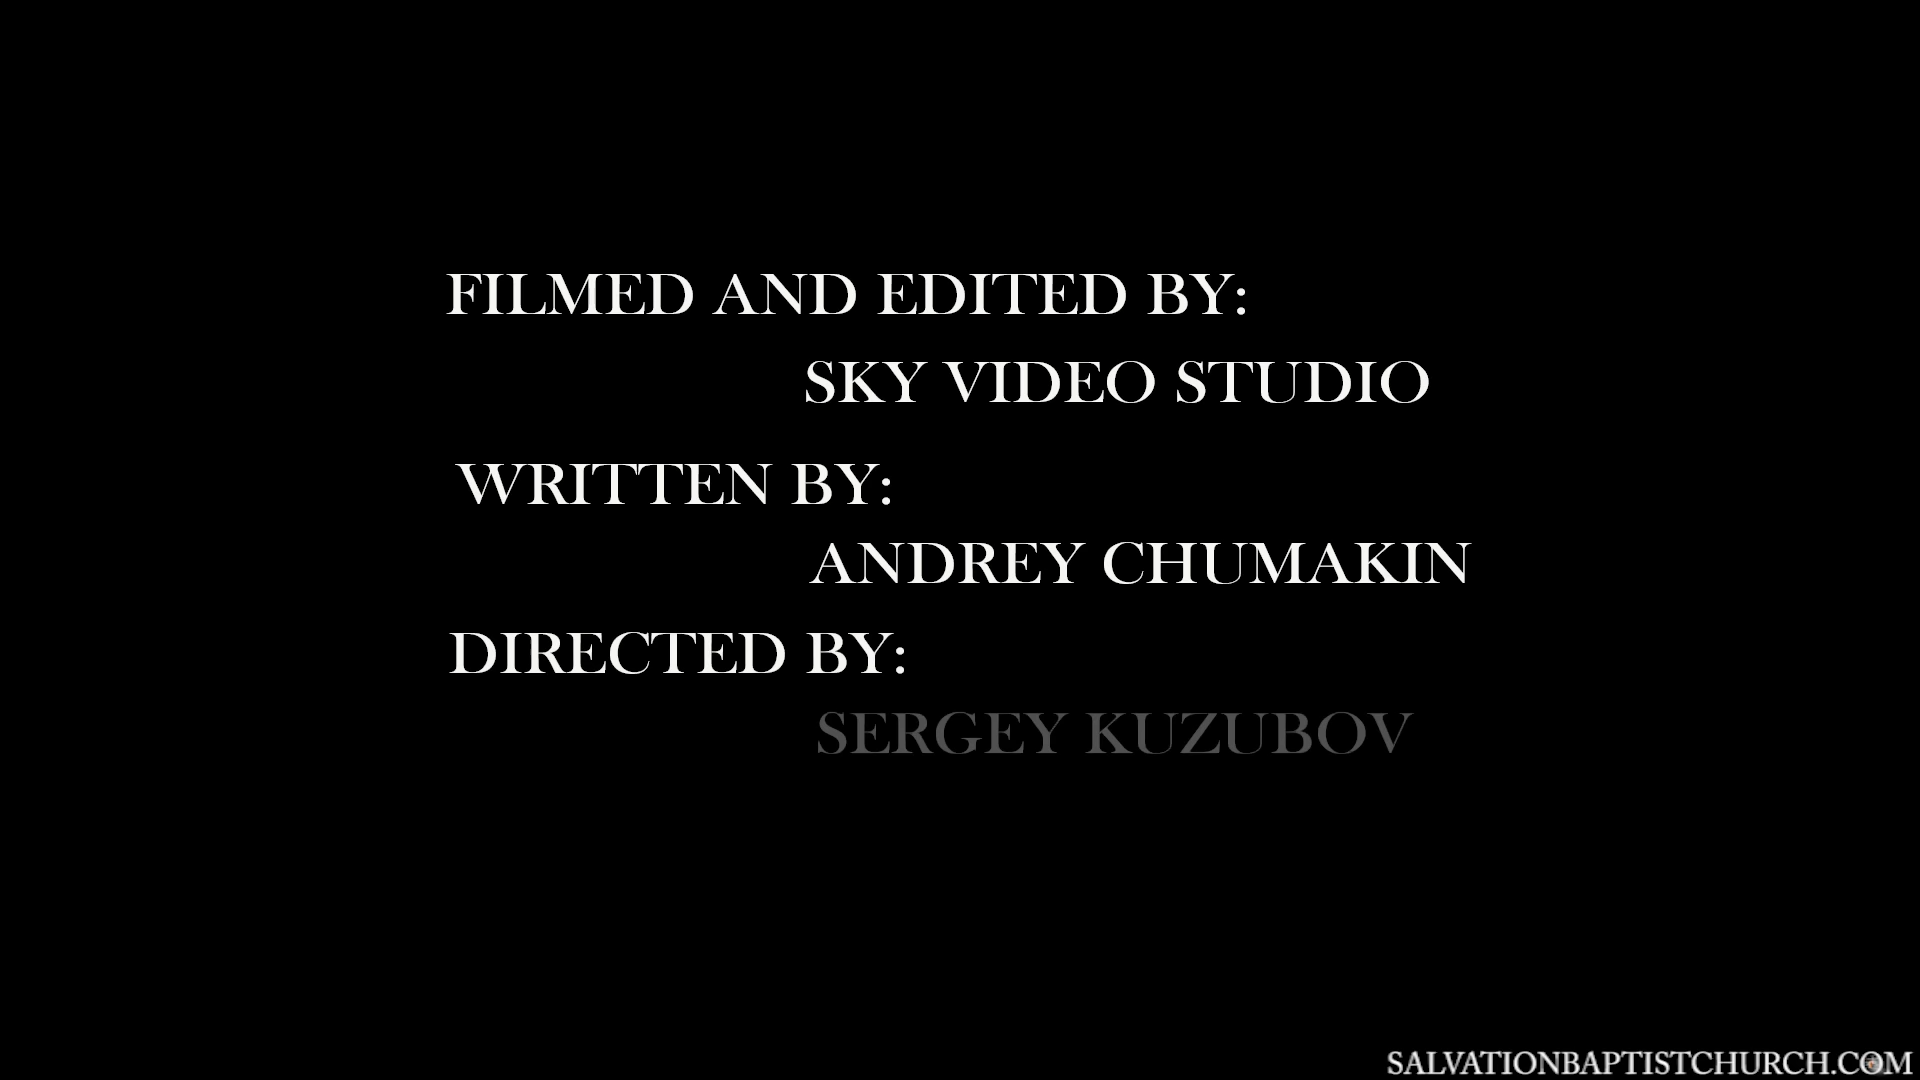 FILMED AND EDITED BY:
SKY VIDEO STUDIO
WRITTEN BY:
ANDREY CHUMAKIN
DIRECTED BY:
SERGEY KUZUBOV
SALVATIONBAPTISTCHURCH.COM